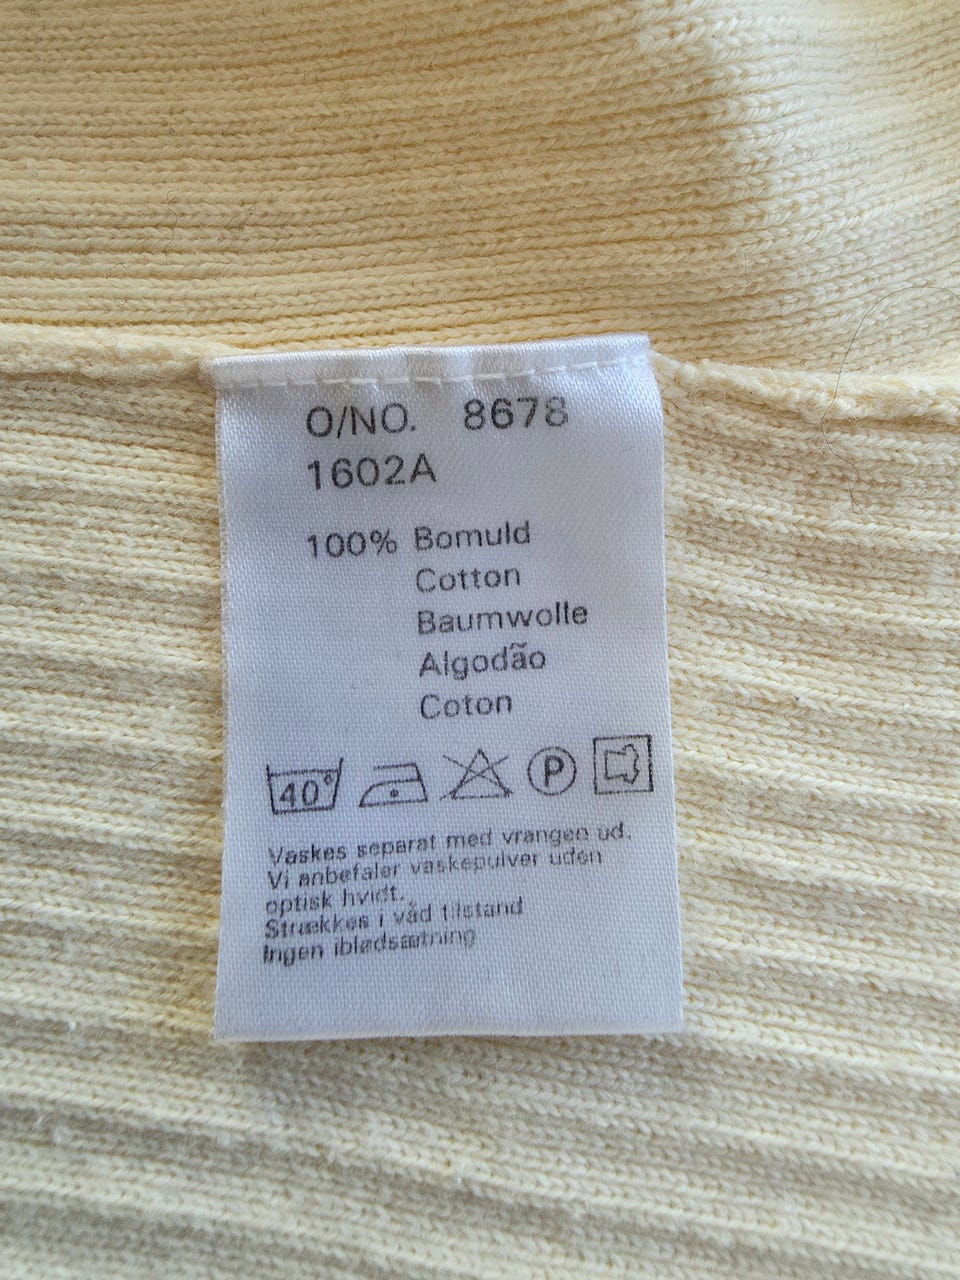 O/NO. 8678
1602A
100% Bomuld
Cotton
Baumwolle
Algodão
Coton
40° P
Vaskes separat med vrangen ud.
Vi anbefaler vaskepulver uden
optisk hvidt.
Strækkes i våd tilstand
Ingen iblødsætning